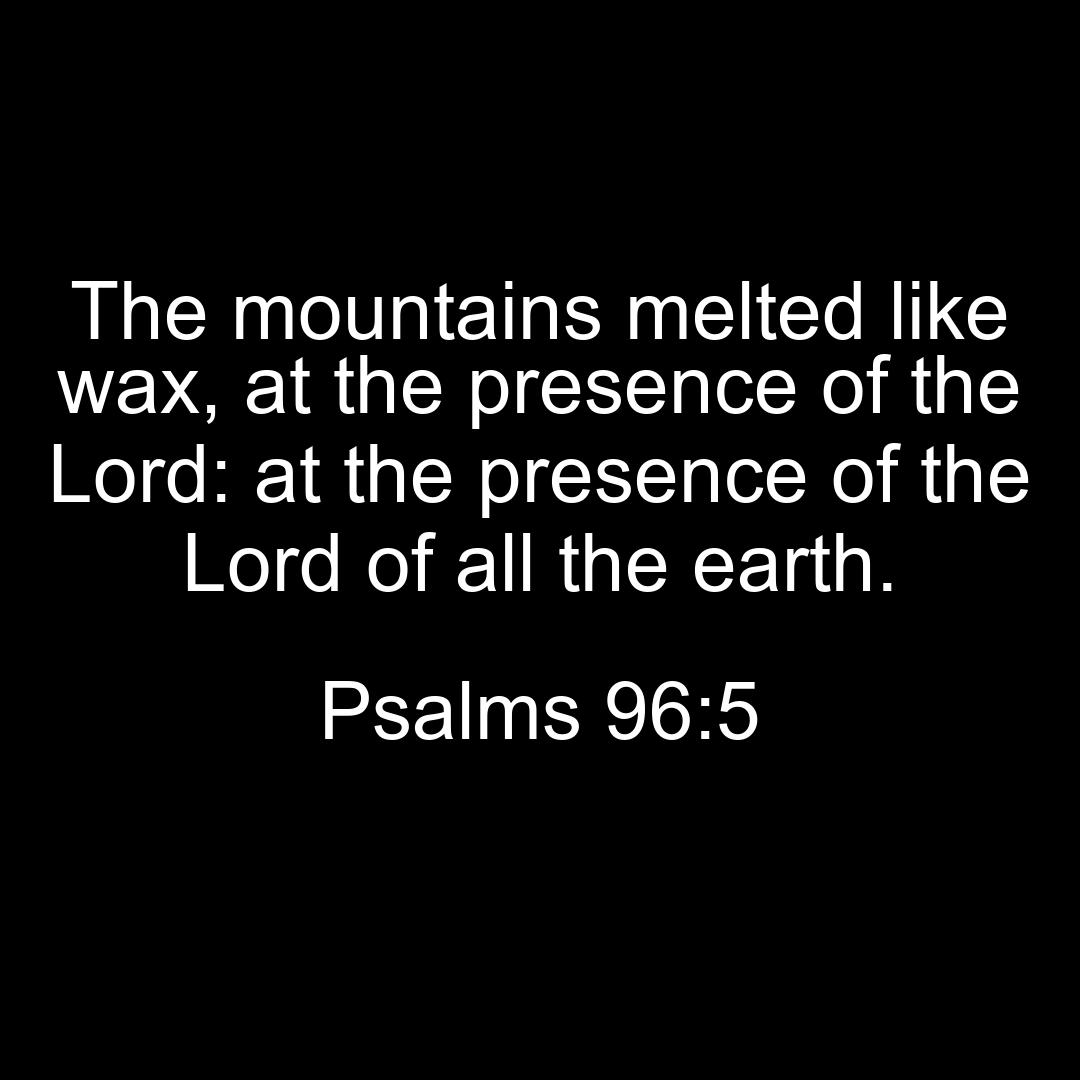 The mountains melted like
wax, at the presence of the
Lord: at the presence of the
Lord of all the earth.
Psalms 96:5